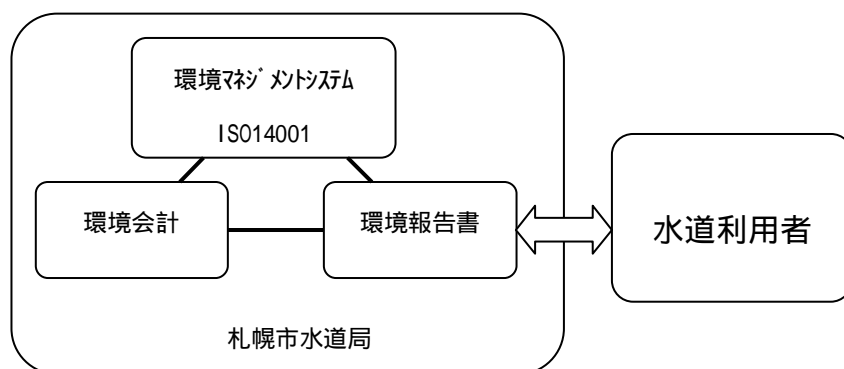 環境ﾏﾈｼﾞﾒﾝﾄｼｽﾃﾑ
ISO14001
環境会計
環境報告書
水道利用者
札幌市水道局